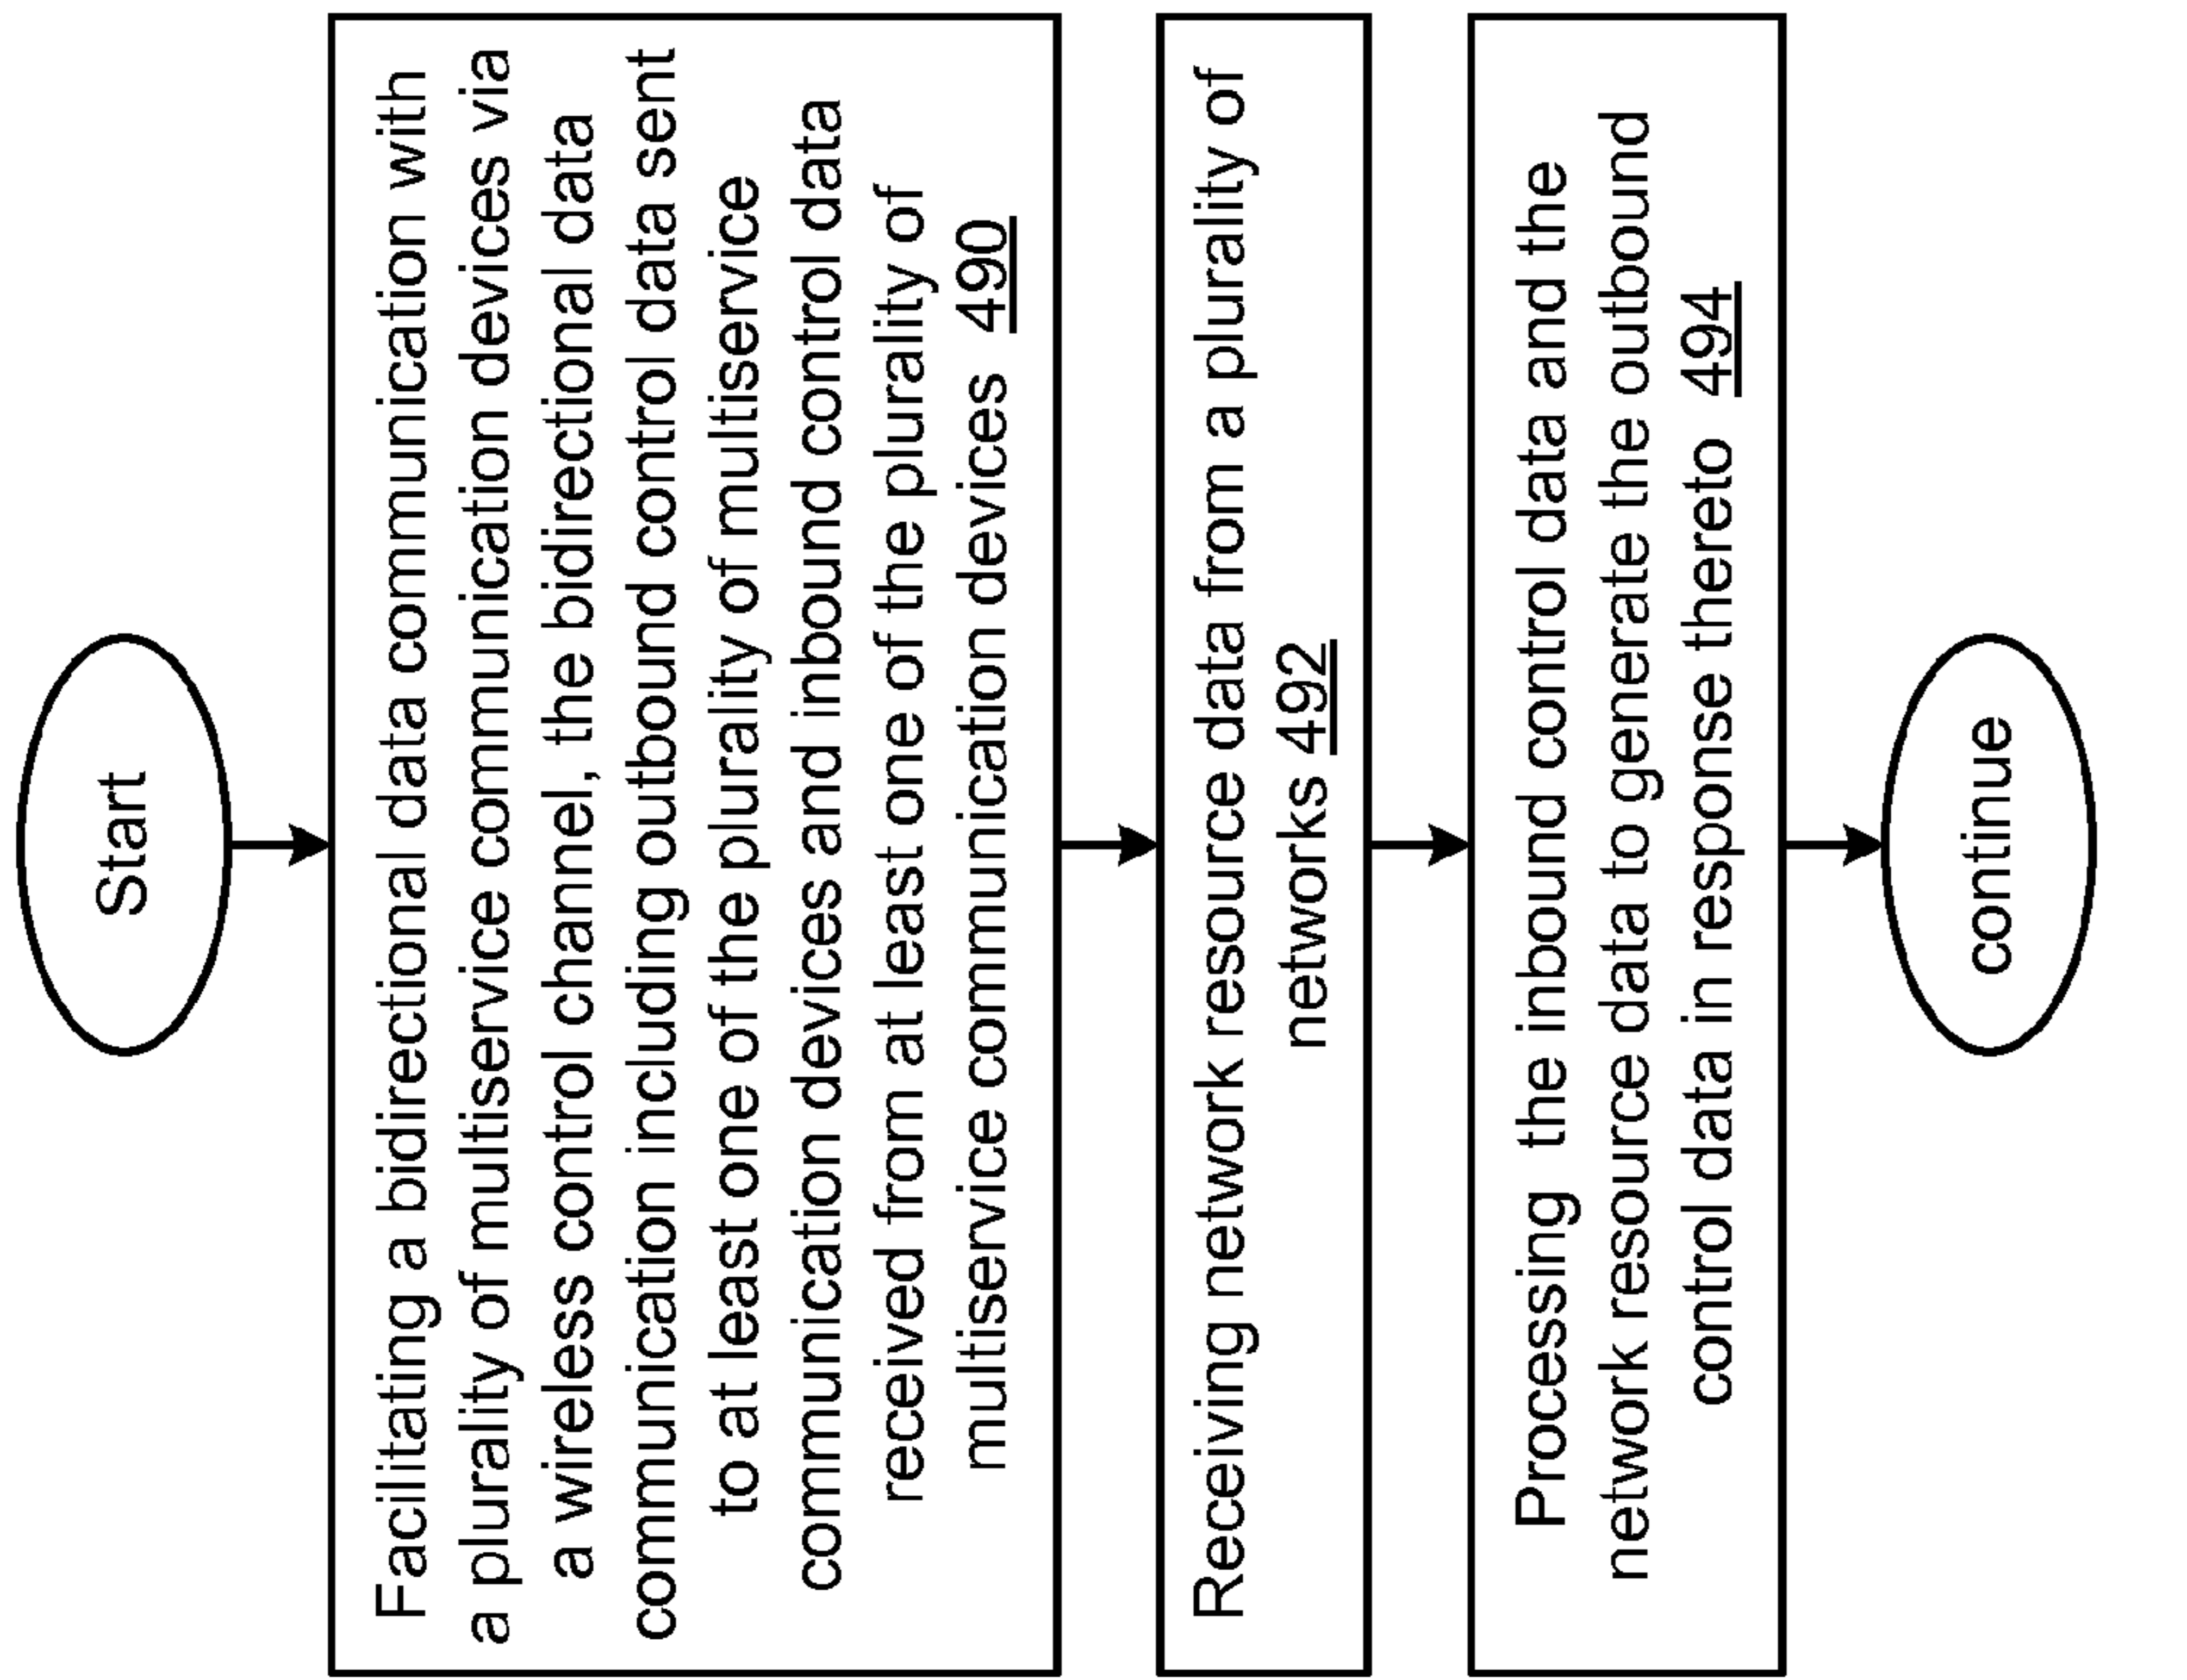 Start
Facilitating a bidirectional data communication with
a plurality of multiservice communication devices via
a wireless control channel, the bidirectional data
communication including outbound control data sent
to at least one of the plurality of multiservice
communication devices and inbound control data
received from at least one of the plurality of
multiservice communication devices 490
Receiving network resource data from a plurality of
networks 492
Processing the inbound control data and the
network resource data to generate the outbound
control data in response thereto 494
continue